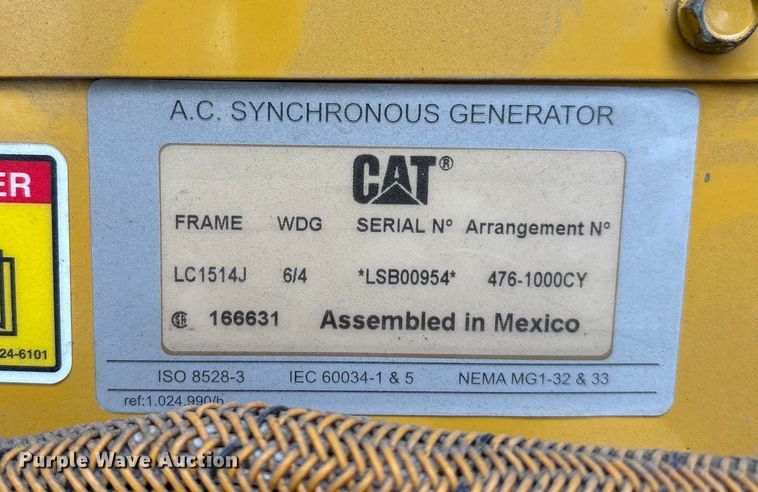 A.C. SYNCHRONOUS GENERATOR
CAT®
FRAME WDG SERIAL Nº Arrangement Nº
LC1514J 6/4 *LSB00954* 476-1000CY
166631 Assembled in Mexico
ISO 8528-3 IEC 60034-1 & 5 NEMA MG1-32 & 33
ref:1.024.990/b
ER
24-6101
Purple Wave Auction